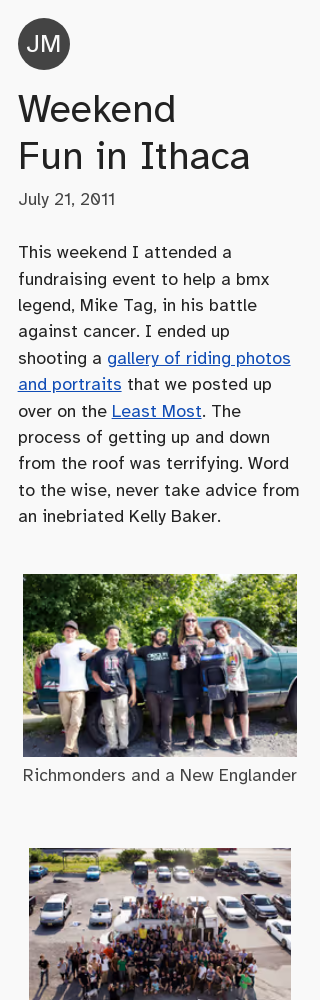 JM
Weekend
Fun in Ithaca
July 21, 2011
This weekend I attended a
fundraising event to help a bmx
legend, Mike Tag, in his battle
against cancer. I ended up
shooting a gallery of riding photos
and portraits that we posted up
over on the Least Most. The
process of getting up and down
from the roof was terrifying. Word
to the wise, never take advice from
an inebriated Kelly Baker.
Richmonders and a New Englander